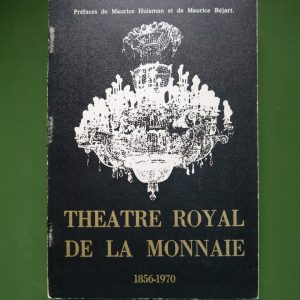 Préfaces de Maurice Huisman et de Maurice Béjart.
THEATRE ROYAL
DE LA MONNAIE
1856-1970